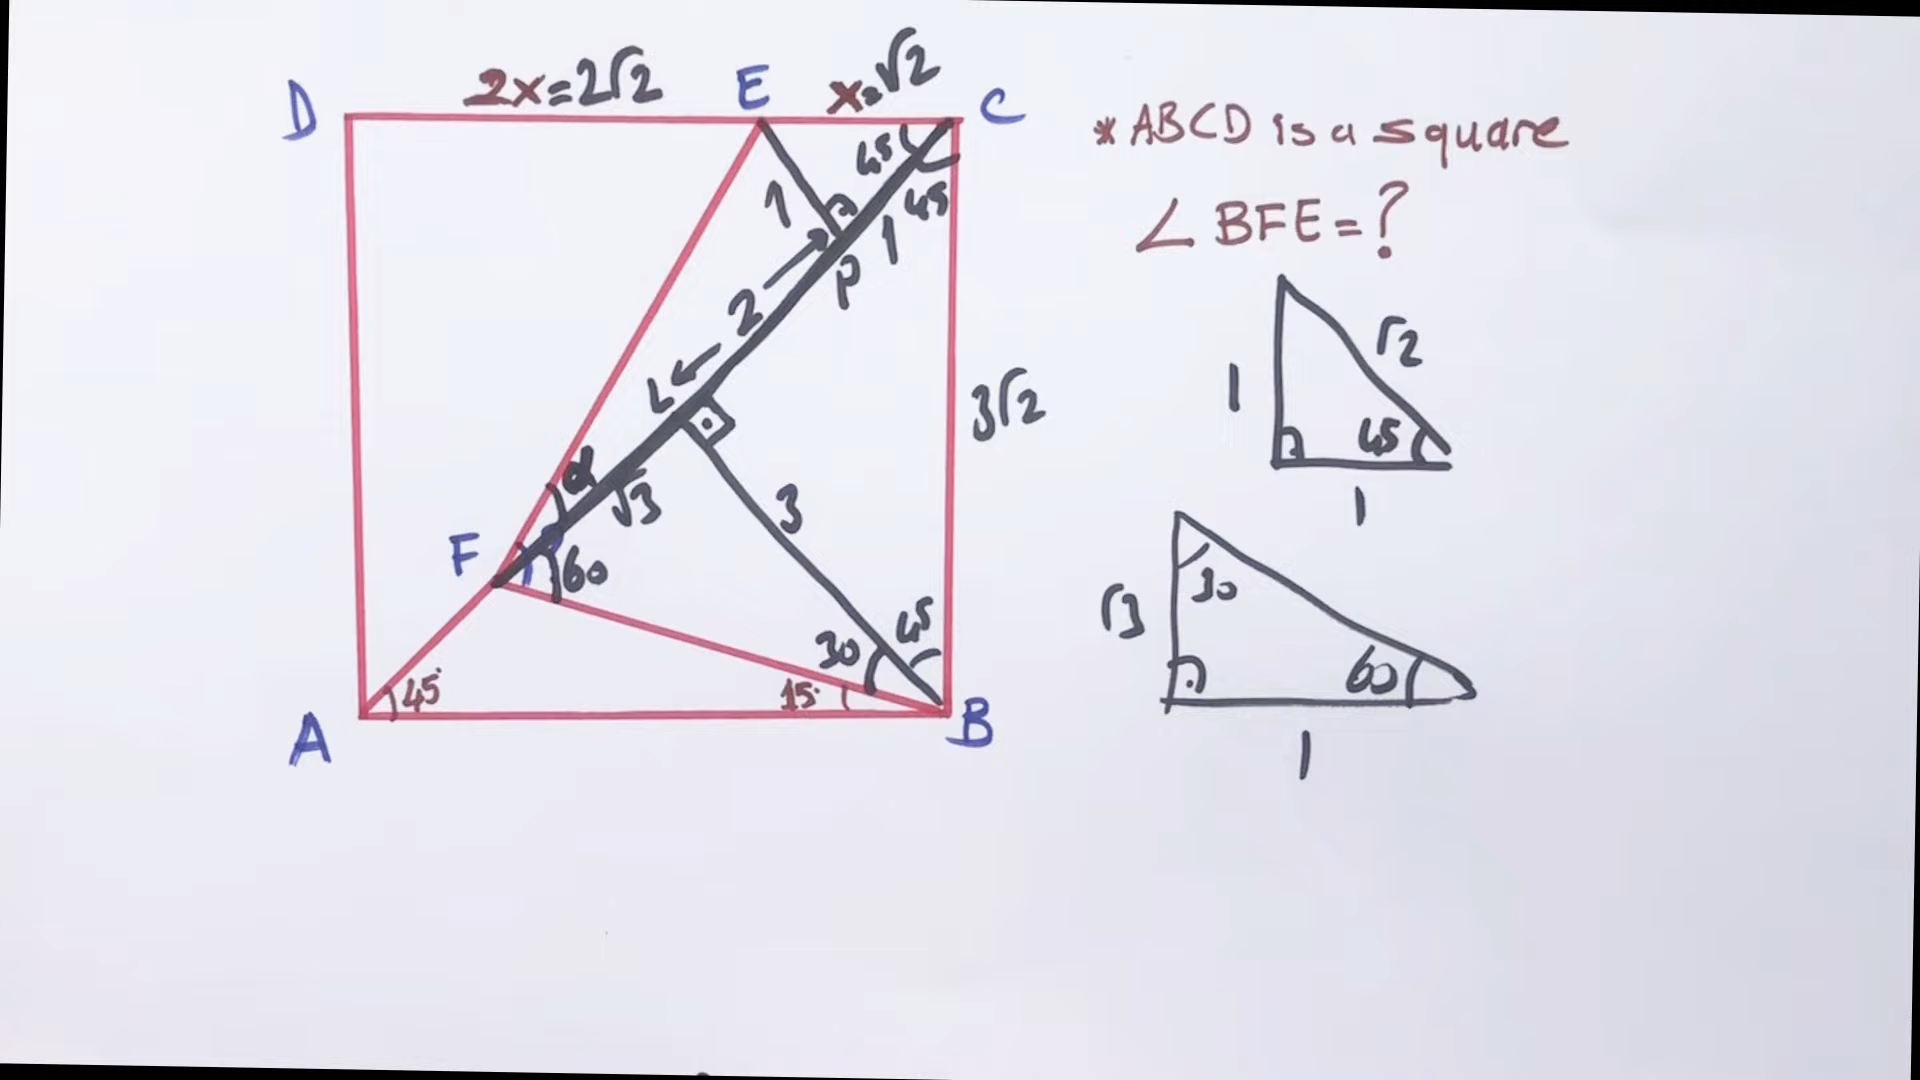 D 2x=2√2 E x=√2 C
45
45
1
1
P
2
L
3√2
α
√3
3
F
60
45
30
45°
15°
A
B
* ABCD is a square
∠ BFE = ?
√2
1
45
1
30
√3
60
1